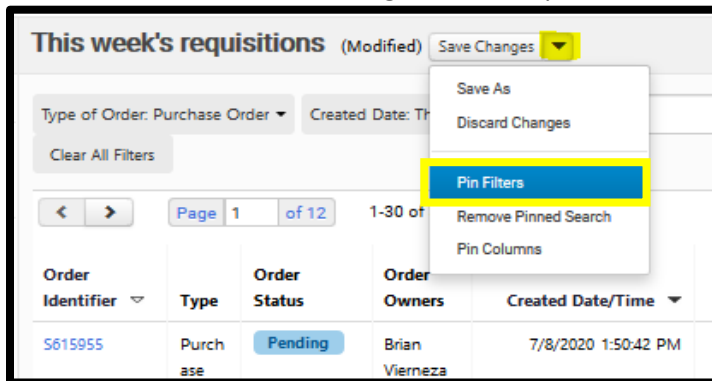 This week's requisitions (Modified) Save Changes
Save As
Type of Order: Purchase Order Created Date: Th
Discard Changes
Clear All Filters
Pin Filters
Page 1 of 12 1-30 of
Remove Pinned Search
Pin Columns
Order Identifier Type Order Status Order Owners Created Date/Time
S615955 Purch ase Pending Brian Vierneza 7/8/2020 1:50:42 PM